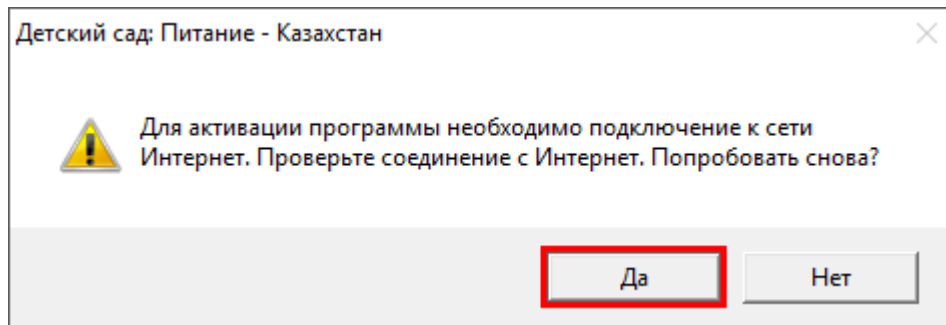 Детский сад: Питание - Казахстан
Для активации программы необходимо подключение к сети
Интернет. Проверьте соединение с Интернет. Попробовать снова?
Да
Нет